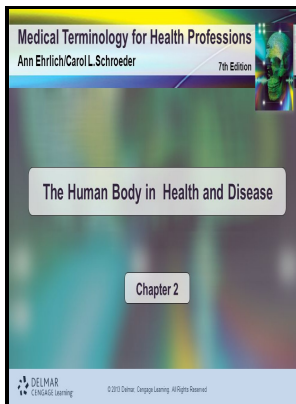 Medical Terminology for Health Professions
Ann Ehrlich/Carol L.Schroeder
7th Edition
The Human Body in Health and Disease
Chapter 2
DELMAR
CENGAGE Learning
©2013 Delmar Cengage Learning. All Rights Reserved